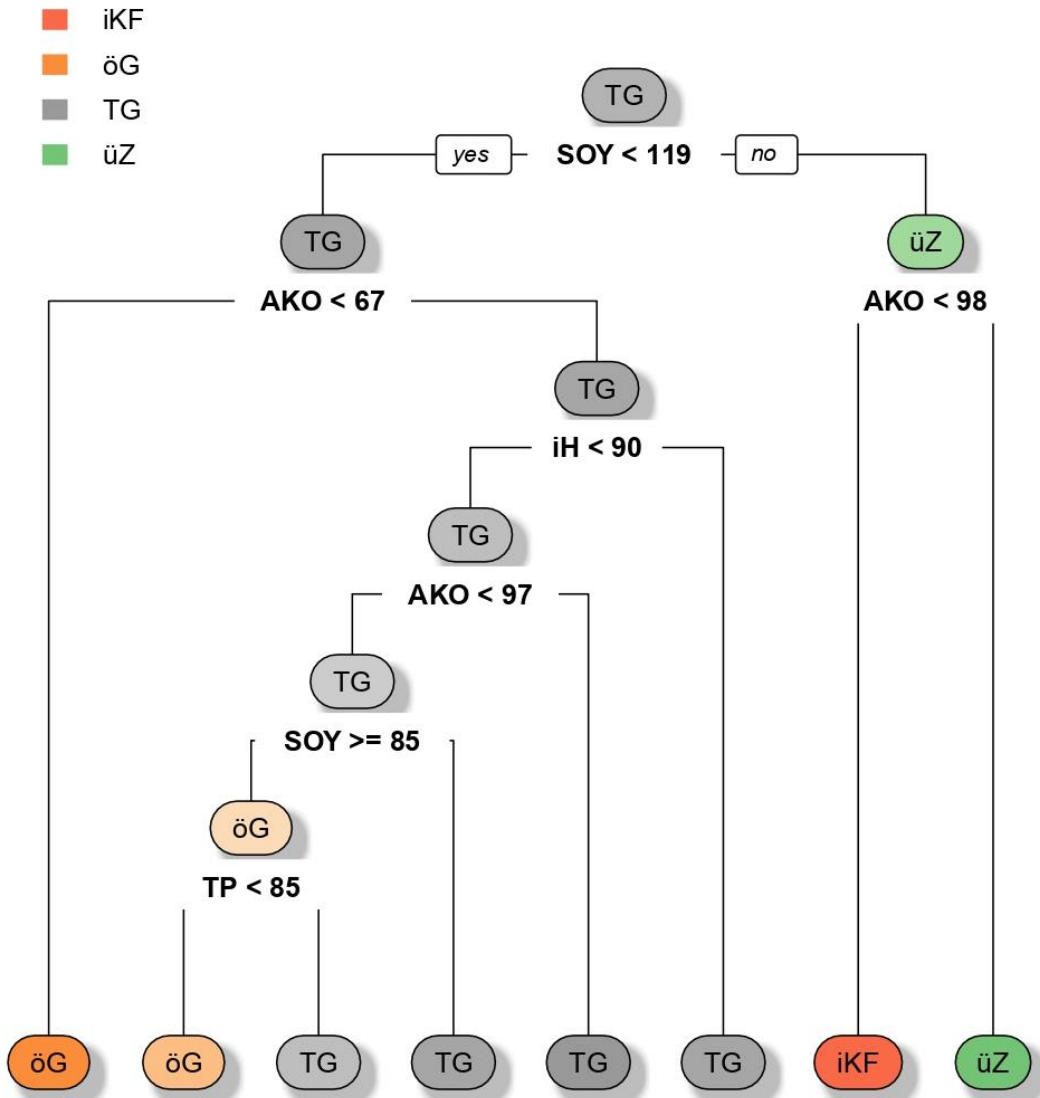 iKF
öG
TG
üZ
TG
yes SOY < 119 no
TG üZ
AKO < 67 AKO < 98
TG
iH < 90
TG
AKO < 97
TG
SOY >= 85
öG
TP < 85
öG öG TG TG TG TG iKF üZ